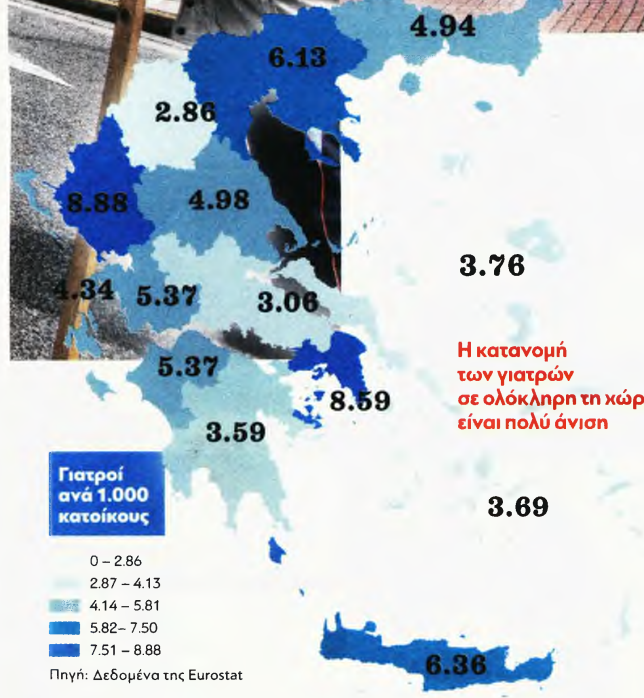 4.94
6.13
2.86
8.88
4.98
3.76
4.34
5.37
3.06
Η κατανομή
των γιατρών
σε ολόκληρη τη χώρ
είναι πολύ άνιση
5.37
8.59
3.59
Γιατροί
ανά 1.000
κατοίκους
3.69
0 – 2.86
2.87 – 4.13
4.14 – 5.81
5.82– 7.50
7.51 – 8.88
6.36
Πηγή: Δεδομένα της Eurostat